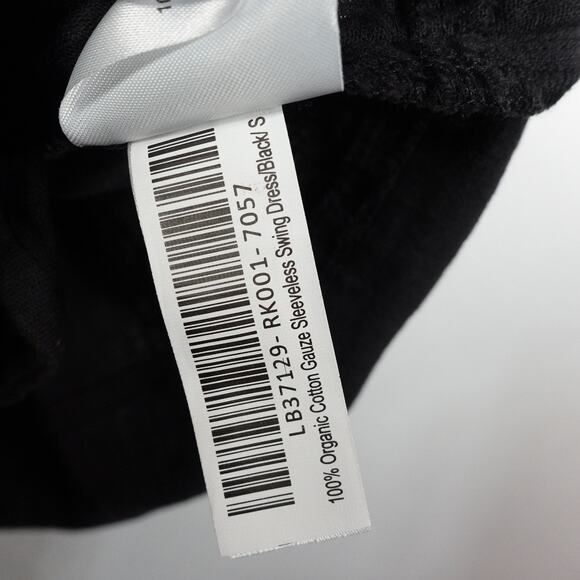 LB37129-RK001-7057
100% Organic Cotton Gauze Sleeveless Swing Dress/Black/ S